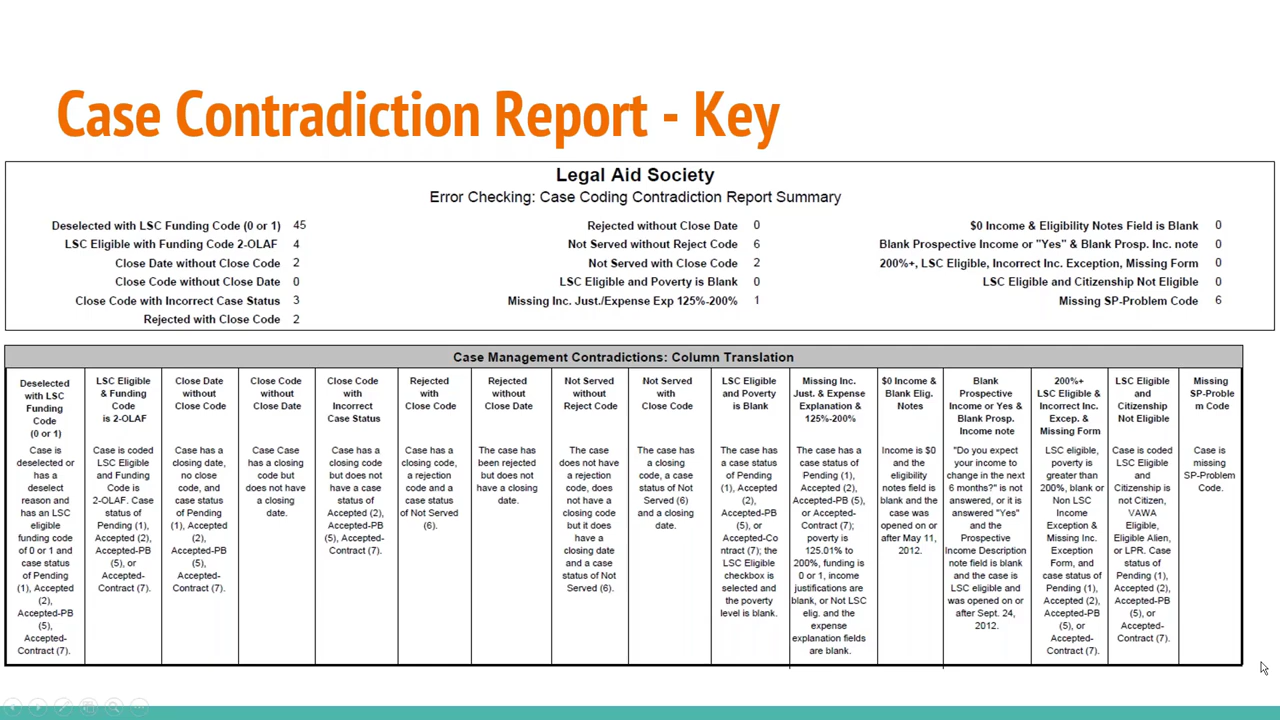 Case Contradiction Report - Key
Legal Aid Society
Error Checking: Case Coding Contradiction Report Summary
Deselected with LSC Funding Code (0 or 1) 45
LSC Eligible with Funding Code 2-OLAF 4
Close Date without Close Code 2
Close Code without Close Date 0
Close Code with Incorrect Case Status 3
Rejected with Close Code 2
Rejected without Close Date 0
Not Served without Reject Code 6
Not Served with Close Code 2
LSC Eligible and Poverty is Blank 0
Missing Inc. Just./Expense Exp 125%-200% 1
$0 Income & Eligibility Notes Field is Blank 0
Blank Prospective Income or "Yes" & Blank Prosp. Inc. note 0
200%+, LSC Eligible, Incorrect Inc. Exception, Missing Form 0
LSC Eligible and Citizenship Not Eligible 0
Missing SP-Problem Code 6
Case Management Contradictions: Column Translation
Deselected
with LSC
Funding
Code
(0 or 1)
Case is
deselected or
has a
deselect
reason and
has an LSC
eligible
funding code
of 0 or 1 and
case status
of Pending
(1), Accepted
(2),
Accepted-PB
(5),
Accepted-
Contract (7).
LSC Eligible
& Funding
Code
is 2-OLAF
Case is coded
LSC Eligible
and Funding
Code is
2-OLAF. Case
status of
Pending (1),
Accepted (2),
Accepted-PB
(5), or
Accepted-
Contract (7).
Close Date
without
Close Code
Case has a
closing date,
no close
code, and
case status
of Pending
(1), Accepted
(2),
Accepted-PB
(5),
Accepted-
Contract (7).
Close Code
without
Close Date
Case Case
has a closing
code but
does not have
a closing
date.
Close Code
with
Incorrect
Case Status
Case has a
closing code
but does not
have a case
status of
Accepted (2),
Accepted-PB
(5), Accepted-
Contract (7).
Rejected
with
Close Code
Case has a
closing code,
a rejection
code and a
case status
of Not Served
(6).
Rejected
without
Close Date
The case has
been rejected
but does not
have a closing
date.
Not Served
without
Reject Code
The case
does not have
a rejection
code, does
not have a
closing code
but it does
have a
closing date
and a case
status of Not
Served (6).
Not Served
with
Close Code
The case has
a closing
code, a case
status of Not
Served (6)
and a closing
date.
LSC Eligible
and Poverty
is Blank
The case has
a case status
of Pending
(1), Accepted
(2),
Accepted-PB
(5), or
Accepted-Co
ntract (7); the
LSC Eligible
checkbox is
selected and
the poverty
level is blank.
Missing Inc.
Just. & Expense
Explanation &
125%-200%
The case has a
case status of
Pending (1),
Accepted (2),
Accepted-PB (5),
or Accepted-
Contract (7);
poverty is
125.01% to
200%, funding is
0 or 1, income
justifications are
blank, or Not LSC
elig. and the
expense
explanation fields
are blank.
$0 Income &
Blank Elig.
Notes
Income is $0
and the
eligibility
notes field is
blank and the
case was
opened on or
after May 11,
2012.
Blank
Prospective
Income or Yes &
Blank Prosp.
Income note
"Do you expect
your income to
change in the next
6 months?" is not
answered, or it is
answered "Yes"
and the
Prospective
Income Description
note field is blank
and the case is
LSC eligible and
was opened on or
after Sept. 24,
2012.
200%+
LSC Eligible &
Incorrect Inc.
Excep. &
Missing Form
LSC eligible,
poverty is
greater than
200%, blank or
Non LSC
Income
Exception &
Missing Inc.
Exception
Form, and
case status of
Pending (1),
Accepted (2),
Accepted-PB
(5), or
Accepted-
Contract (7).
LSC Eligible
and
Citizenship
Not Eligible
Case is coded
LSC Eligible
and
Citizenship is
not Citizen,
VAWA
Eligible,
Eligible Alien,
or LPR. Case
status of
Pending (1),
Accepted (2),
Accepted-PB
(5), or
Accepted-
Contract (7).
Missing
SP-Proble
m Code
Case is
missing
SP-Problem
Code.